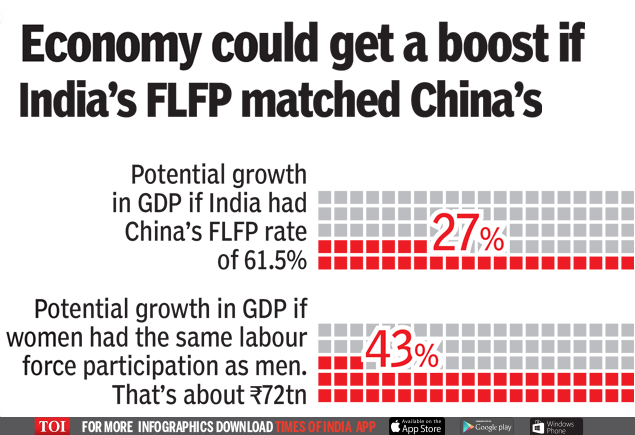 Economy could get a boost if
India's FLFP matched China's
Potential growth
in GDP if India had
China's FLFP rate
of 61.5%
27%
Potential growth in GDP if
women had the same labour
force participation as men.
That's about ₹72tn
43%
TOI FOR MORE INFOGRAPHICS DOWNLOAD TIMES OF INDIA APP Available on the App Store Google play Windows Phone